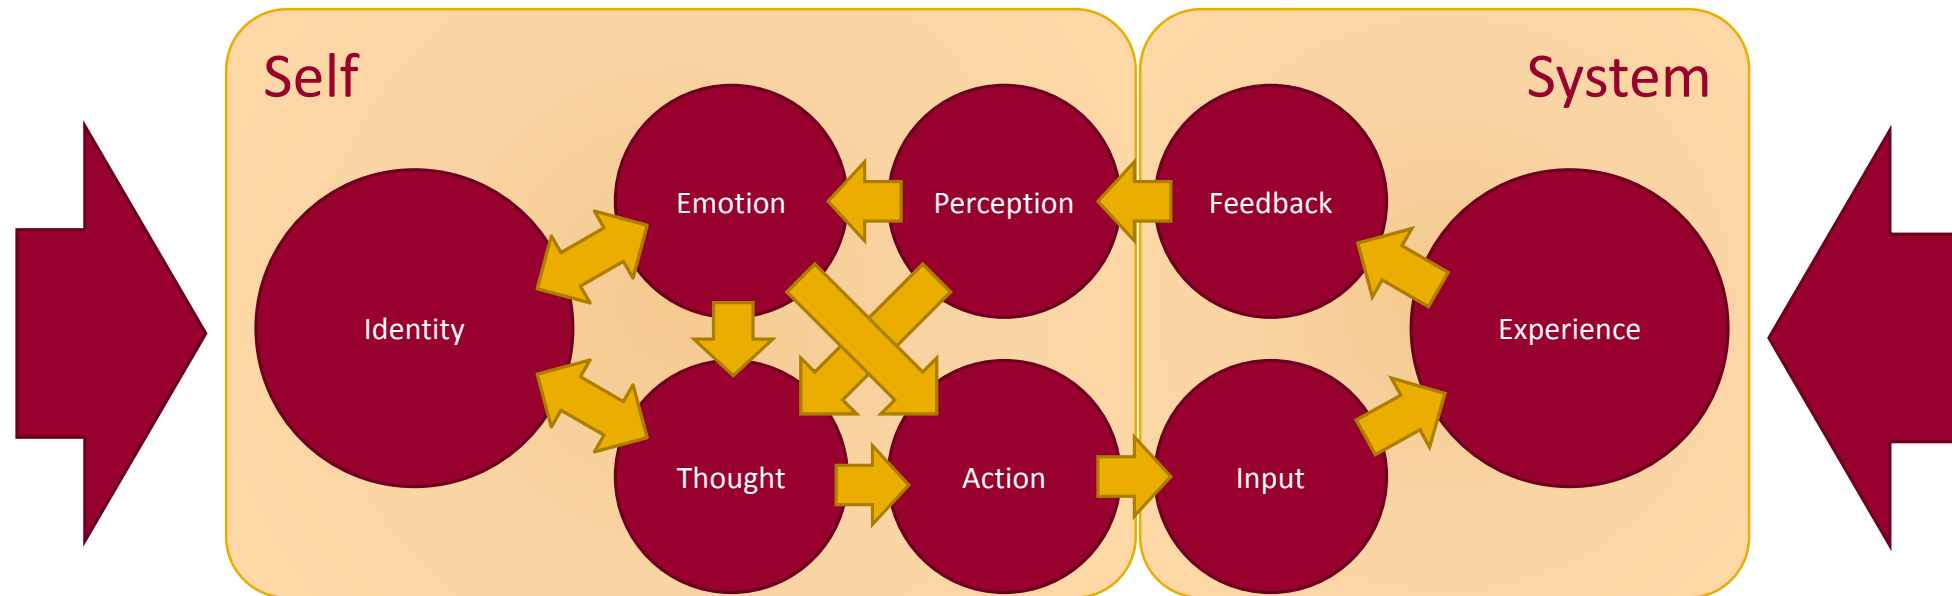 Self
System
Emotion
Perception
Feedback
Identity
Experience
Thought
Action
Input